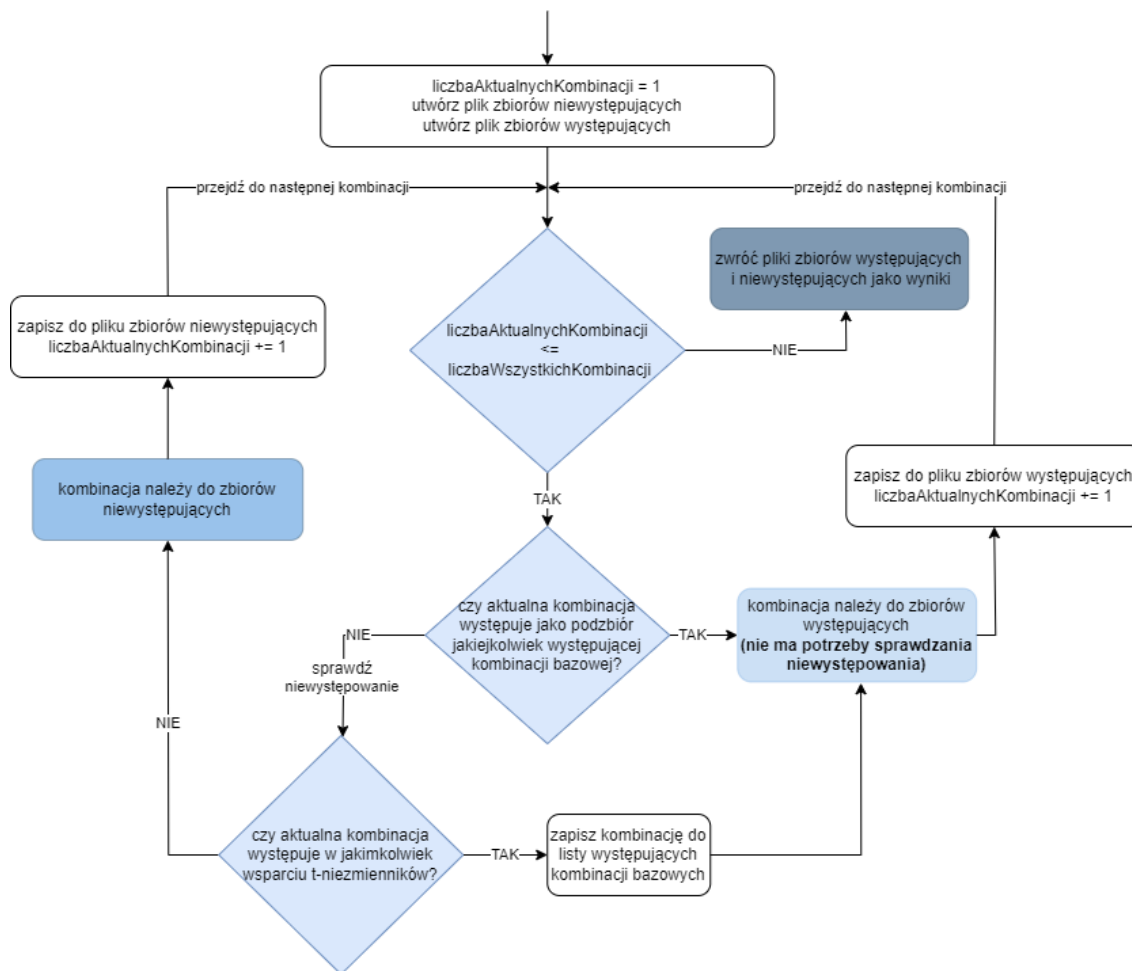 liczbaAktualnychKombinacji = 1
utwórz plik zbiorów niewystępujących
utwórz plik zbiorów występujących
przejdź do następnej kombinacji
przejdź do następnej kombinacji
zwróć pliki zbiorów występujących
i niewystępujących jako wyniki
zapisz do pliku zbiorów niewystępujących
liczbaAktualnychKombinacji += 1
liczbaAktualnychKombinacji
<=
liczbaWszystkichKombinacji
NIE
kombinacja należy do zbiorów
niewystępujących
TAK
zapisz do pliku zbiorów występujących
liczbaAktualnychKombinacji += 1
czy aktualna kombinacja
występuje jako podzbiór
jakiejkolwiek występującej
kombinacji bazowej?
NIE
sprawdź
niewystępowanie
TAK
kombinacja należy do zbiorów
występujących
(nie ma potrzeby sprawdzania
niewystępowania)
NIE
czy aktualna kombinacja
występuje w jakimkolwiek
wsparciu t-niezmienników?
TAK
zapisz kombinację do
listy występujących
kombinacji bazowych